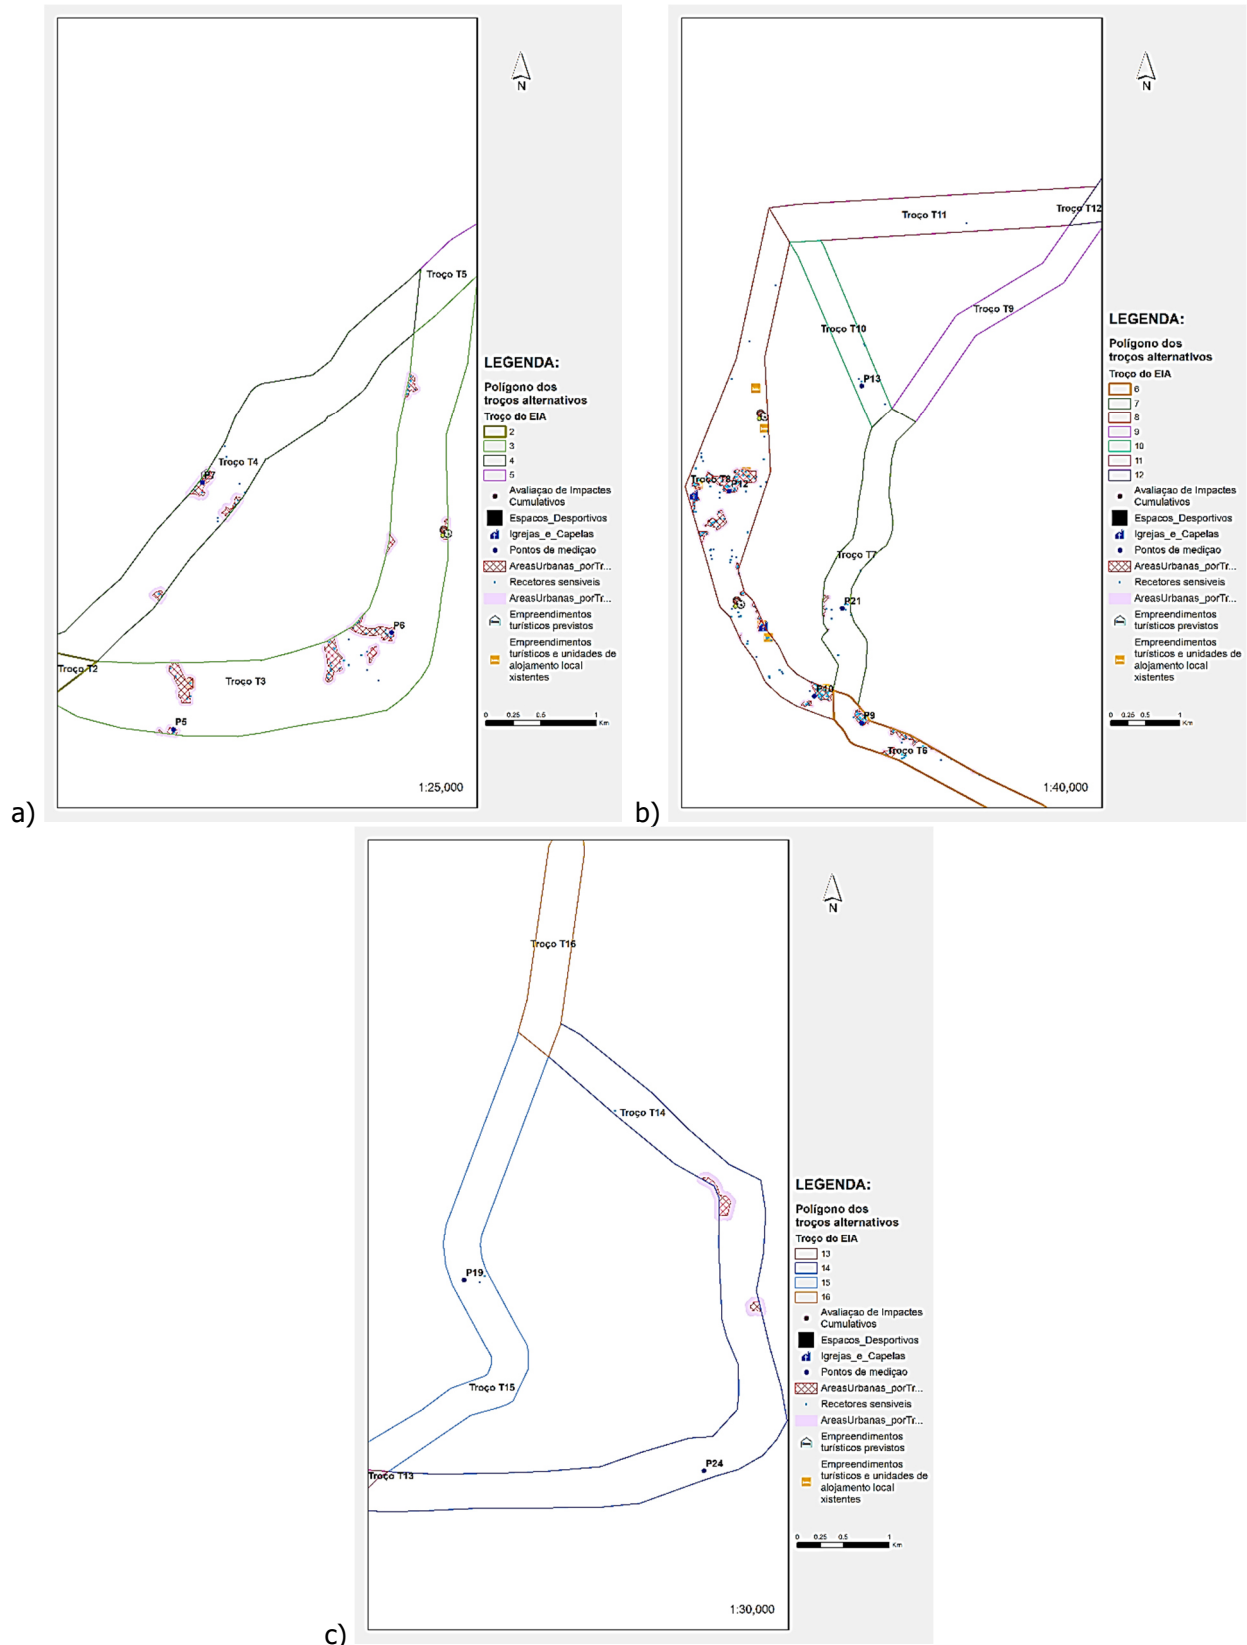 N
Troço T5
Troço T4
P6
Troço T2
Troço T3
P5
1:25,000
LEGENDA:
Polígono dos
troços alternativos
Troço do EIA
2
3
4
5
Avaliaçao de Impactes
Cumulativos
Espacos_Desportivos
Igrejas_e_Capelas
Pontos de mediçao
AreasUrbanas_porTr...
Recetores sensiveis
AreasUrbanas_porTr...
Empreendimentos
turísticos previstos
Empreendimentos
turísticos e unidades de
alojamento local
xistentes
0 0.25 0.5 1
Km
a)
N
Troço T12
Troço T11
Troço T9
Troço T10
P13
Troço T8
P12
Troço T7
P21
P10
P9
Troço T6
1:40,000
LEGENDA:
Polígono dos
troços alternativos
Troço do EIA
6
7
8
9
10
11
12
Avaliaçao de Impactes
Cumulativos
Espacos_Desportivos
Igrejas_e_Capelas
Pontos de mediçao
AreasUrbanas_porTr...
Recetores sensiveis
AreasUrbanas_porTr...
Empreendimentos
turísticos previstos
Empreendimentos
turísticos e unidades de
alojamento local
xistentes
0 0.25 0.5 1
Km
b)
N
Troço T16
Troço T14
P19
Troço T15
P24
Troço T13
1:30,000
LEGENDA:
Polígono dos
troços alternativos
Troço do EIA
13
14
15
16
Avaliaçao de Impactes
Cumulativos
Espacos_Desportivos
Igrejas_e_Capelas
Pontos de mediçao
AreasUrbanas_porTr...
Recetores sensiveis
AreasUrbanas_porTr...
Empreendimentos
turísticos previstos
Empreendimentos
turísticos e unidades de
alojamento local
xistentes
0 0.25 0.5 1
Km
c)